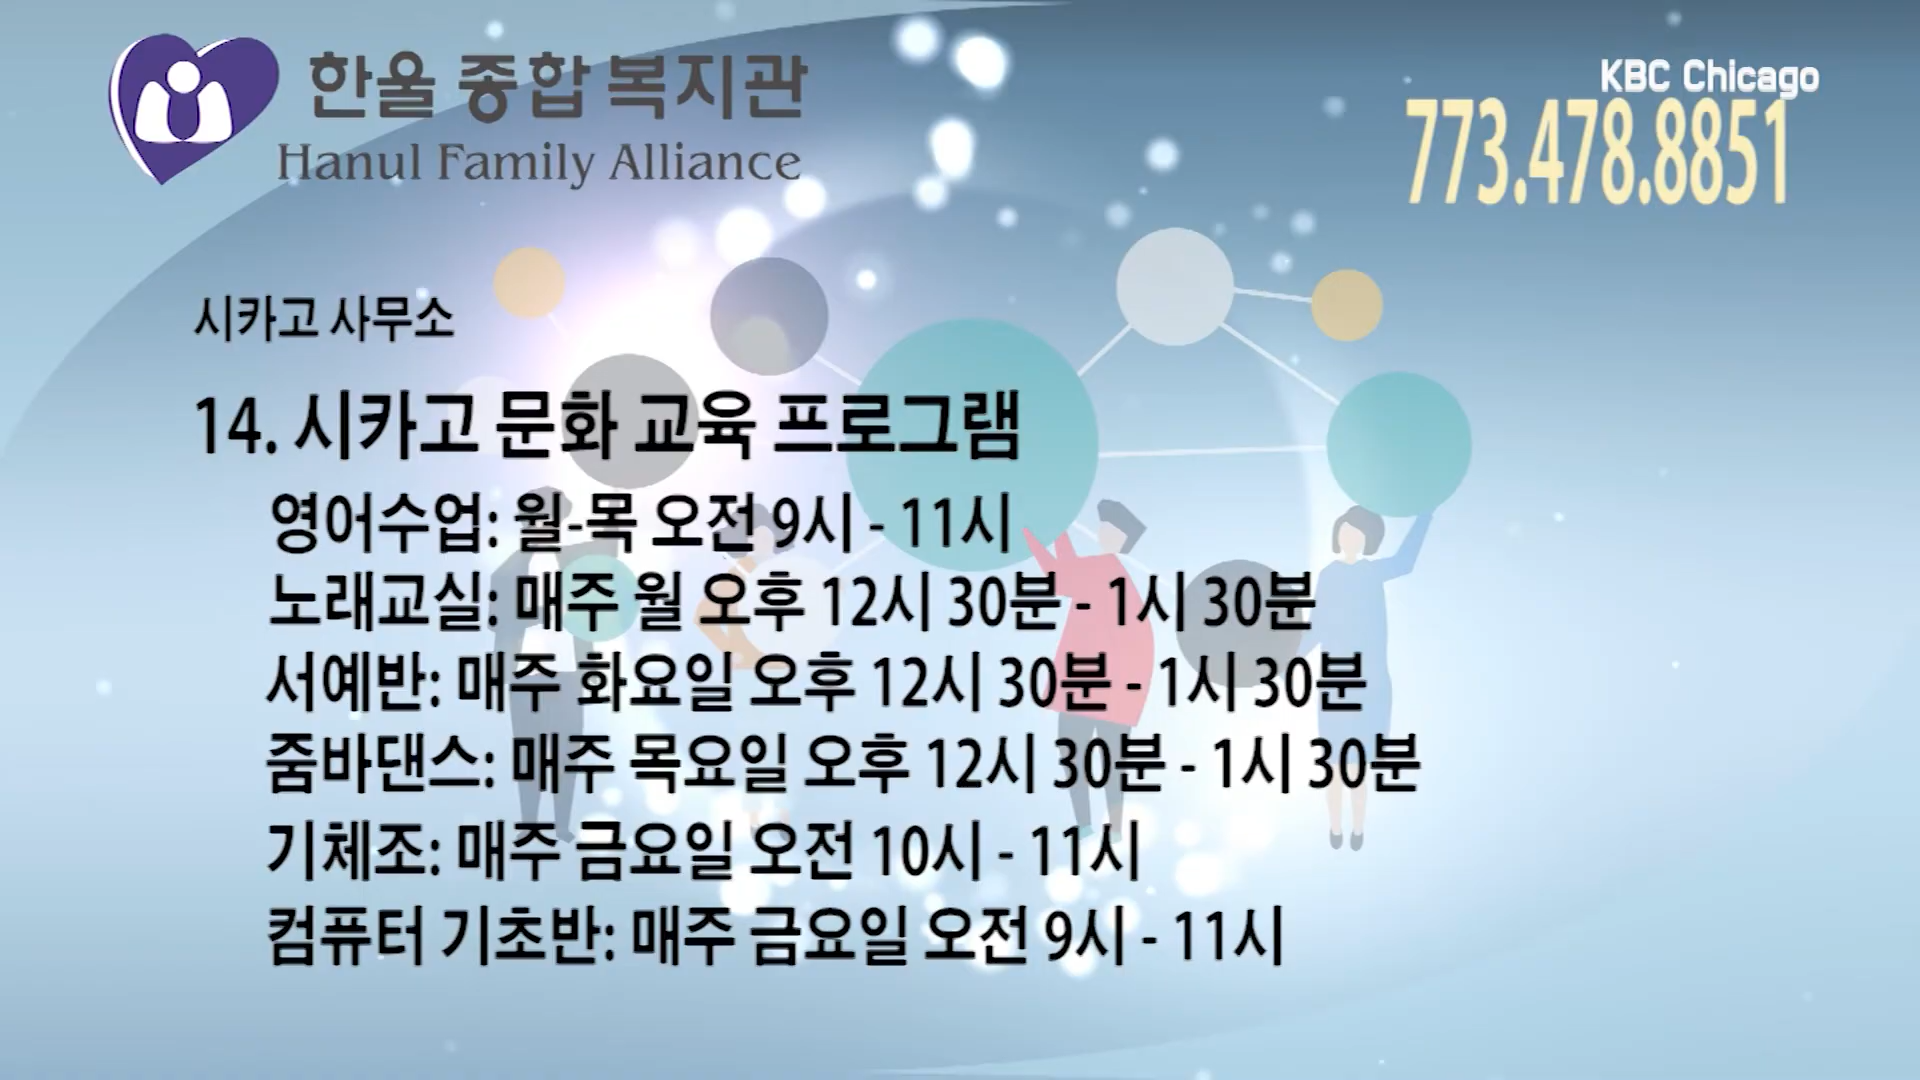 한울 종합 복지관
Hanul Family Alliance
KBC Chicago
773.478.8851
시카고 사무소
14. 시카고 문화 교육 프로그램
영어수업: 월-목 오전 9시 - 11시
노래교실: 매주 월 오후 12시 30분 - 1시 30분
서예반: 매주 화요일 오후 12시 30분 - 1시 30분
줌바댄스: 매주 목요일 오후 12시 30분 - 1시 30분
기체조: 매주 금요일 오전 10시 - 11시
컴퓨터 기초반: 매주 금요일 오전 9시 - 11시